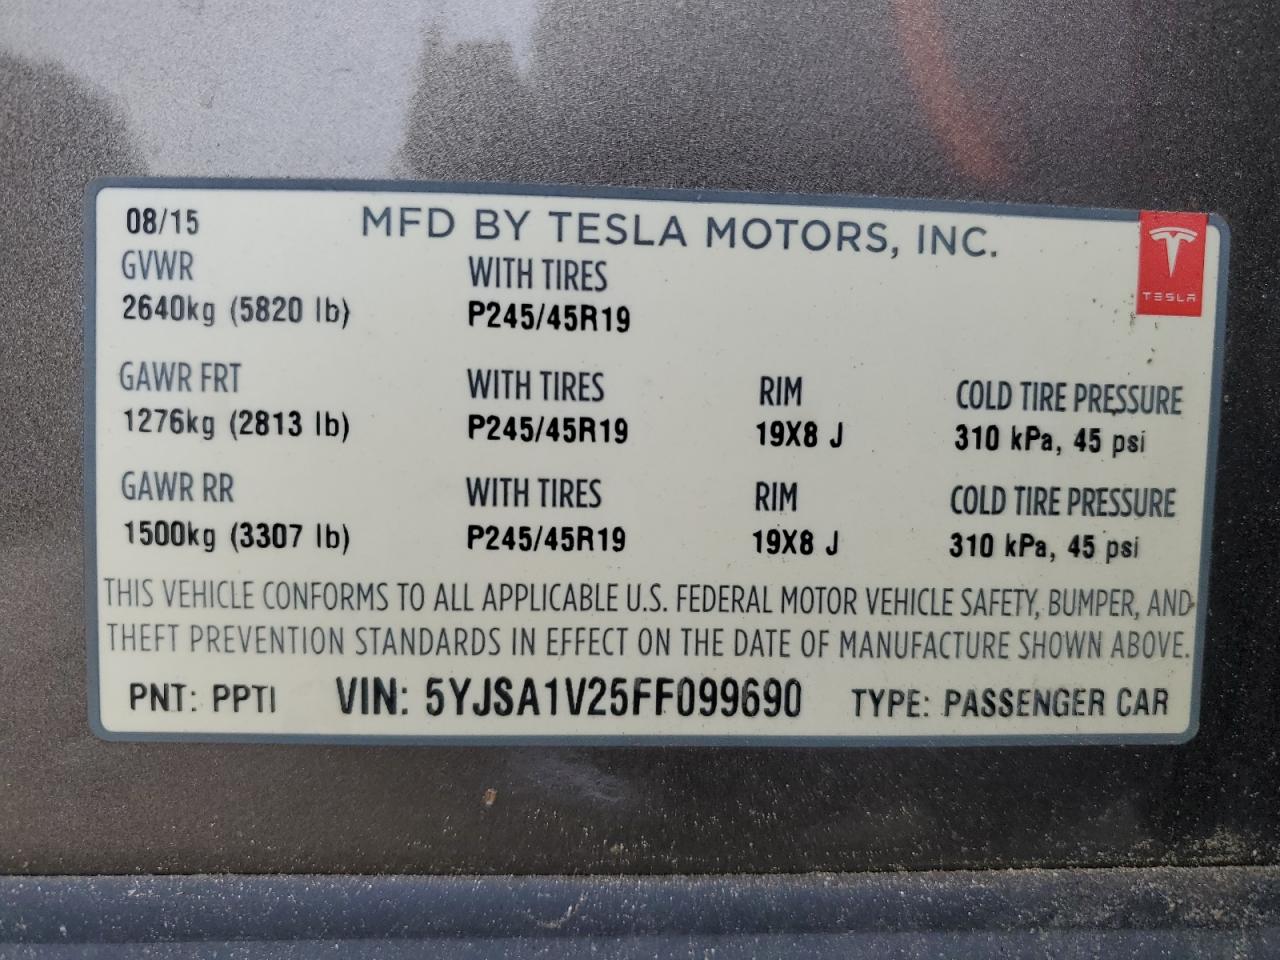 08/15 MFD BY TESLA MOTORS, INC.
TESLA
GVWR WITH TIRES
2640kg (5820 lb) P245/45R19
GAWR FRT WITH TIRES RIM COLD TIRE PRESSURE
1276kg (2813 lb) P245/45R19 19X8 J 310 kPa, 45 psi
GAWR RR WITH TIRES RIM COLD TIRE PRESSURE
1500kg (3307 lb) P245/45R19 19X8 J 310 kPa, 45 psi
THIS VEHICLE CONFORMS TO ALL APPLICABLE U.S. FEDERAL MOTOR VEHICLE SAFETY, BUMPER, AND
THEFT PREVENTION STANDARDS IN EFFECT ON THE DATE OF MANUFACTURE SHOWN ABOVE.
PNT: PPTI VIN: 5YJSA1V25FF099690 TYPE: PASSENGER CAR